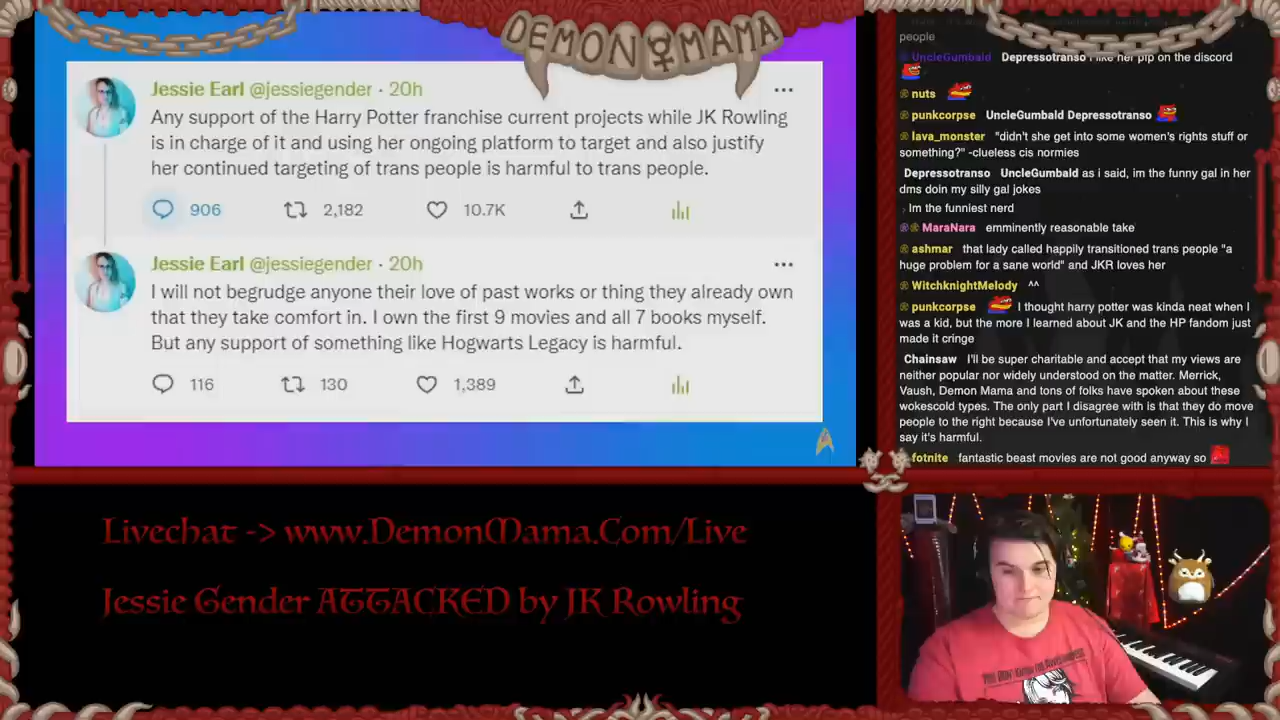 DEMON MAMA
Jessie Earl @jessiegender · 20h
Any support of the Harry Potter franchise current projects while JK Rowling
is in charge of it and using her ongoing platform to target and also justify
her continued targeting of trans people is harmful to trans people.
906 2,182 10.7K
Jessie Earl @jessiegender · 20h
I will not begrudge anyone their love of past works or thing they already own
that they take comfort in. I own the first 9 movies and all 7 books myself.
But any support of something like Hogwarts Legacy is harmful.
116 130 1,389
Livechat -> www.DemonMama.Com/Live
Jessie Gender ATTACKED by JK Rowling
people
UncleGumbald Depressotranso I like her pip on the discord
nuts
punkcorpse UncleGumbald Depressotranso
lava_monster "didn't she get into some women's rights stuff or
something?" -clueless cis normies
Depressotranso UncleGumbald as i said, im the funny gal in her
dms doin my silly gal jokes
Im the funniest nerd
MaraNara emminently reasonable take
ashmar that lady called happily transitioned trans people "a
huge problem for a sane world" and JKR loves her
WitchknightMelody ^^
punkcorpse I thought harry potter was kinda neat when I
was a kid, but the more I learned about JK and the HP fandom just
made it cringe
Chainsaw I'll be super charitable and accept that my views are
neither popular nor widely understood on the matter. Merrick,
Vaush, Demon Mama and tons of folks have spoken about these
wokescold types. The only part I disagree with is that they do move
people to the right because I've unfortunately seen it. This is why I
say it's harmful.
fotnite fantastic beast movies are not good anyway so